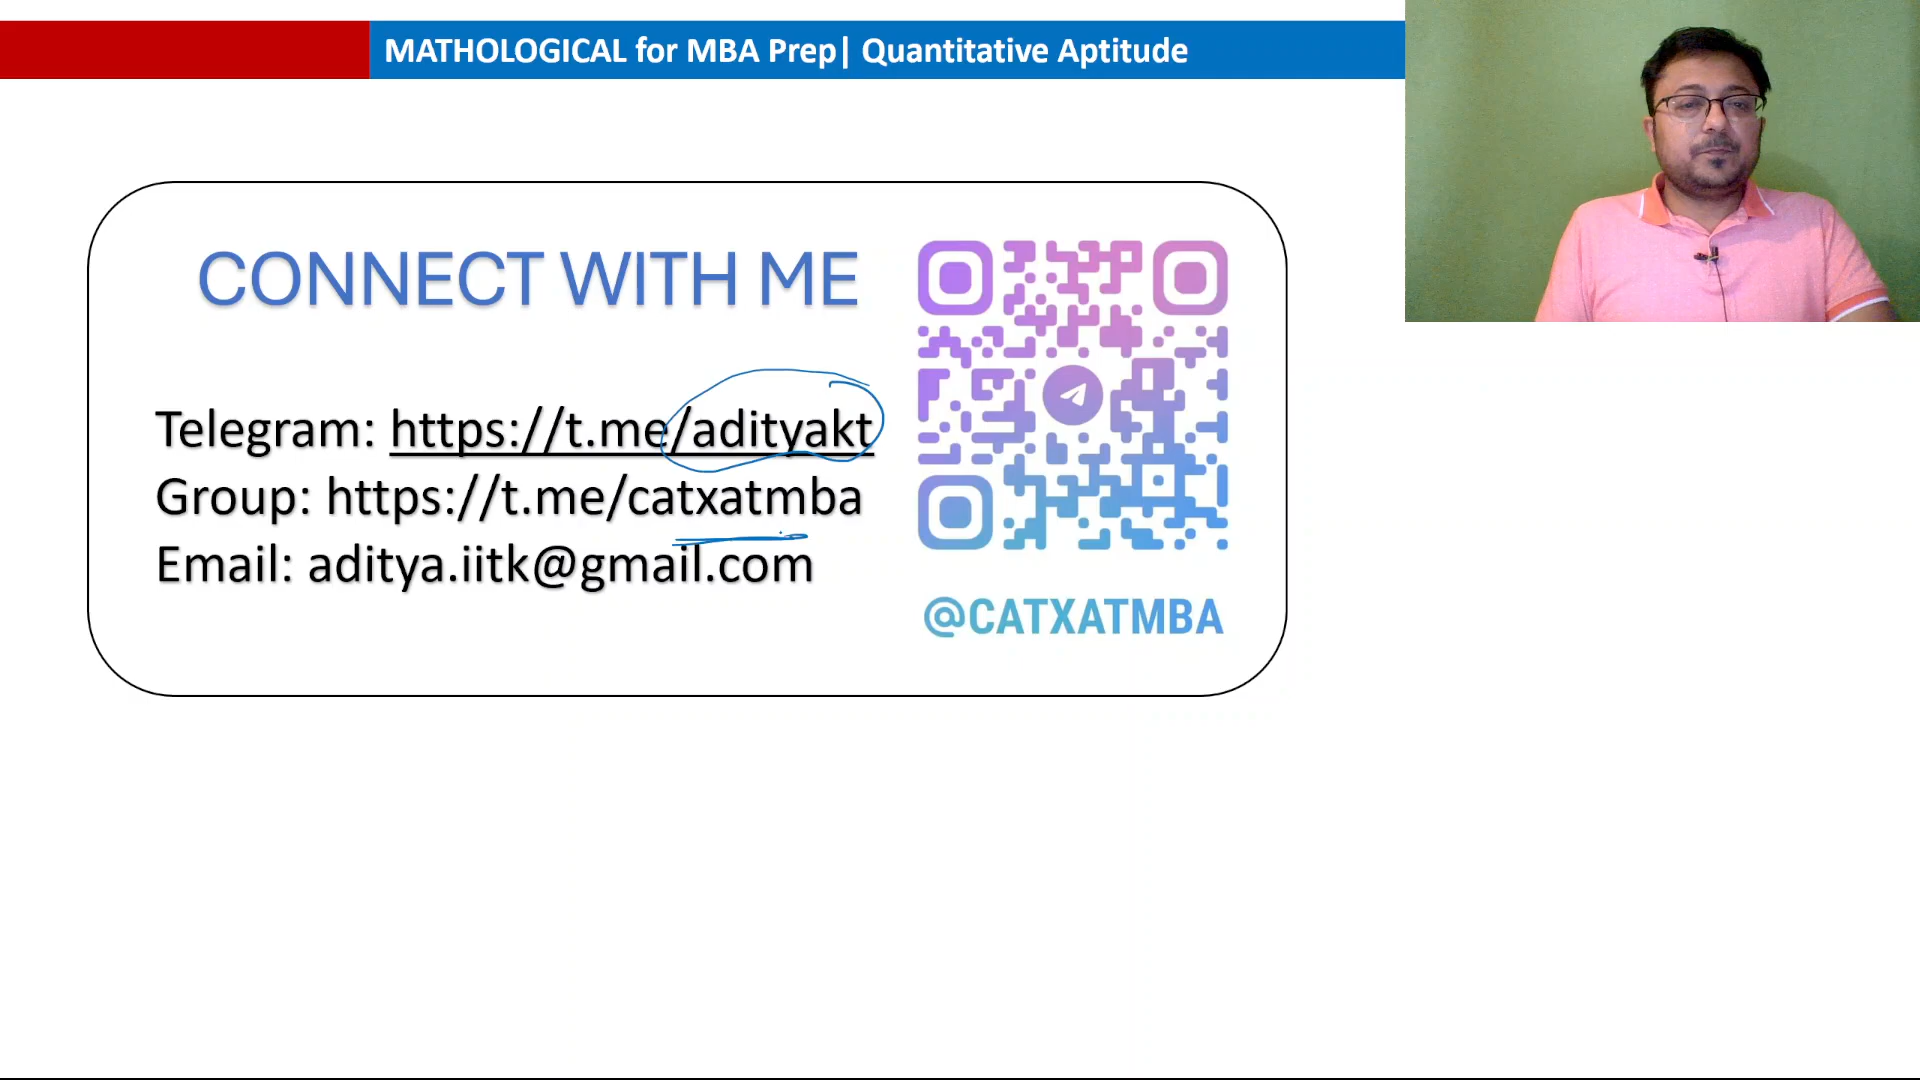 MATHOLOGICAL for MBA Prep| Quantitative Aptitude
CONNECT WITH ME
Telegram: https://t.me/adityakt
Group: https://t.me/catxatmba
Email: aditya.iitk@gmail.com
@CATXATMBA